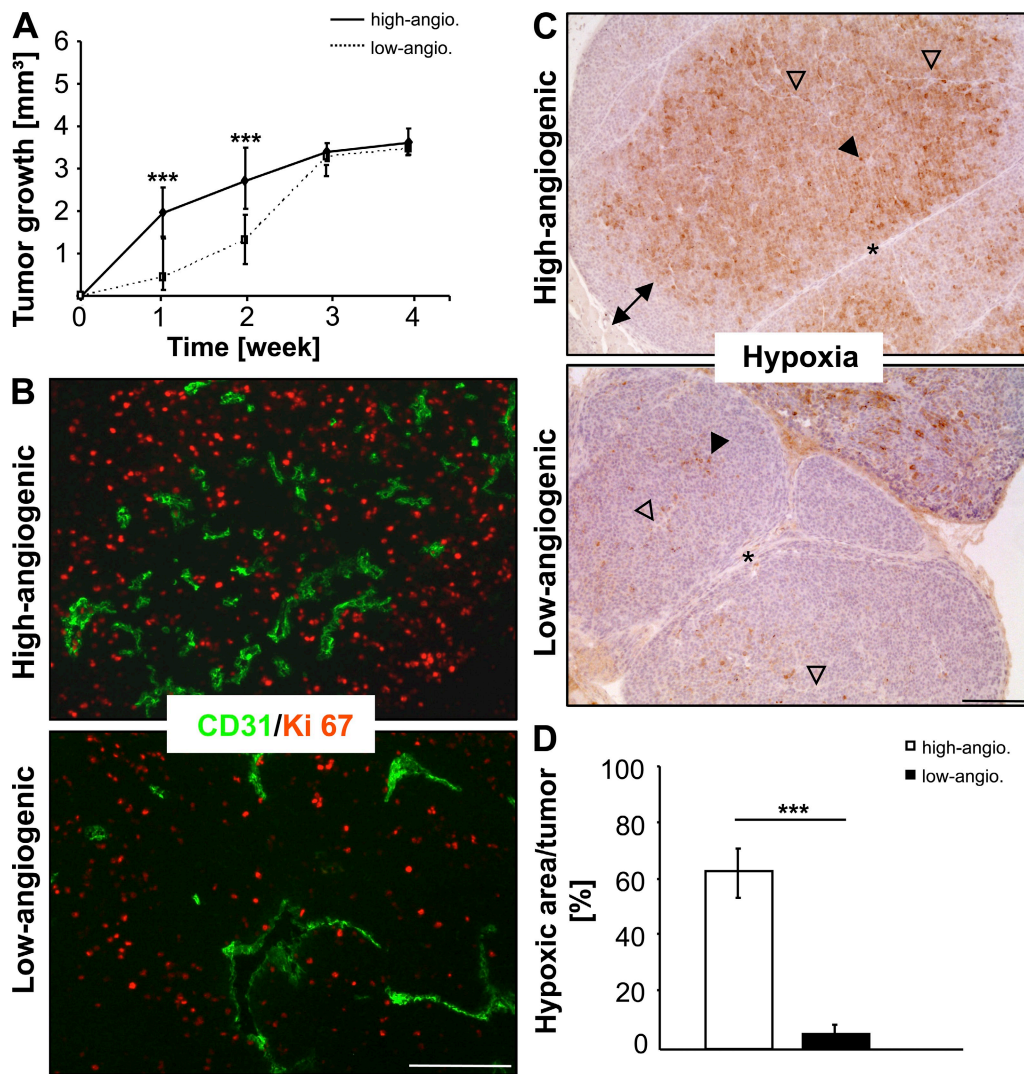 A
high-angio.
low-angio.
Tumor growth [mm³]
6
5
4
3
2
1
***
***
0
1
2
3
4
Time [week]
B
High-angiogenic
CD31/Ki 67
Low-angiogenic
C
High-angiogenic
*
Hypoxia
Low-angiogenic
*
D
high-angio.
low-angio.
Hypoxic area/tumor
[%]
100
80
60
40
20
0
***